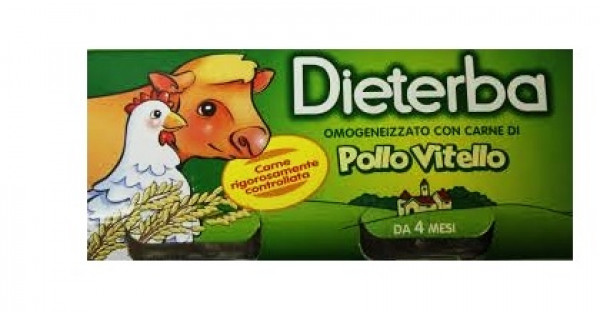 Dieterba
OMOGENEIZZATO CON CARNE DI
Pollo Vitello
Carne
rigorosamente
controllata
DA 4 MESI